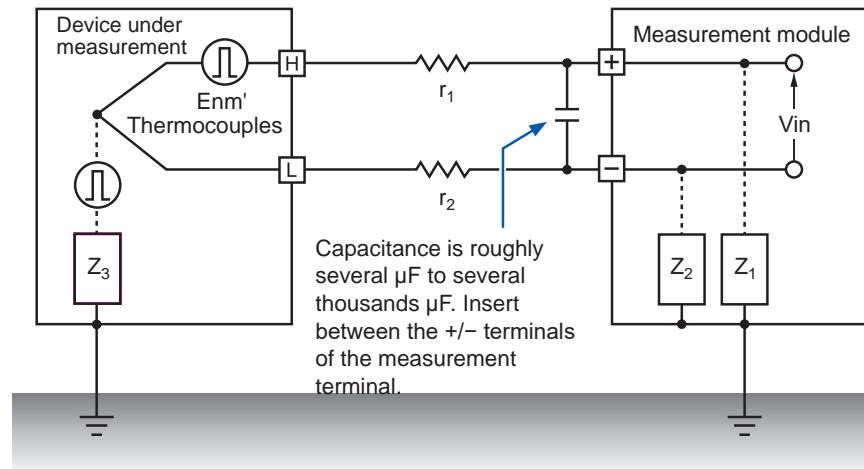 Device under
measurement
H
Enm'
Thermocouples
L
Z3
r1
r2
Capacitance is roughly
several μF to several
thousands μF. Insert
between the +/− terminals
of the measurement
terminal.
Measurement module
+
−
Vin
Z2
Z1